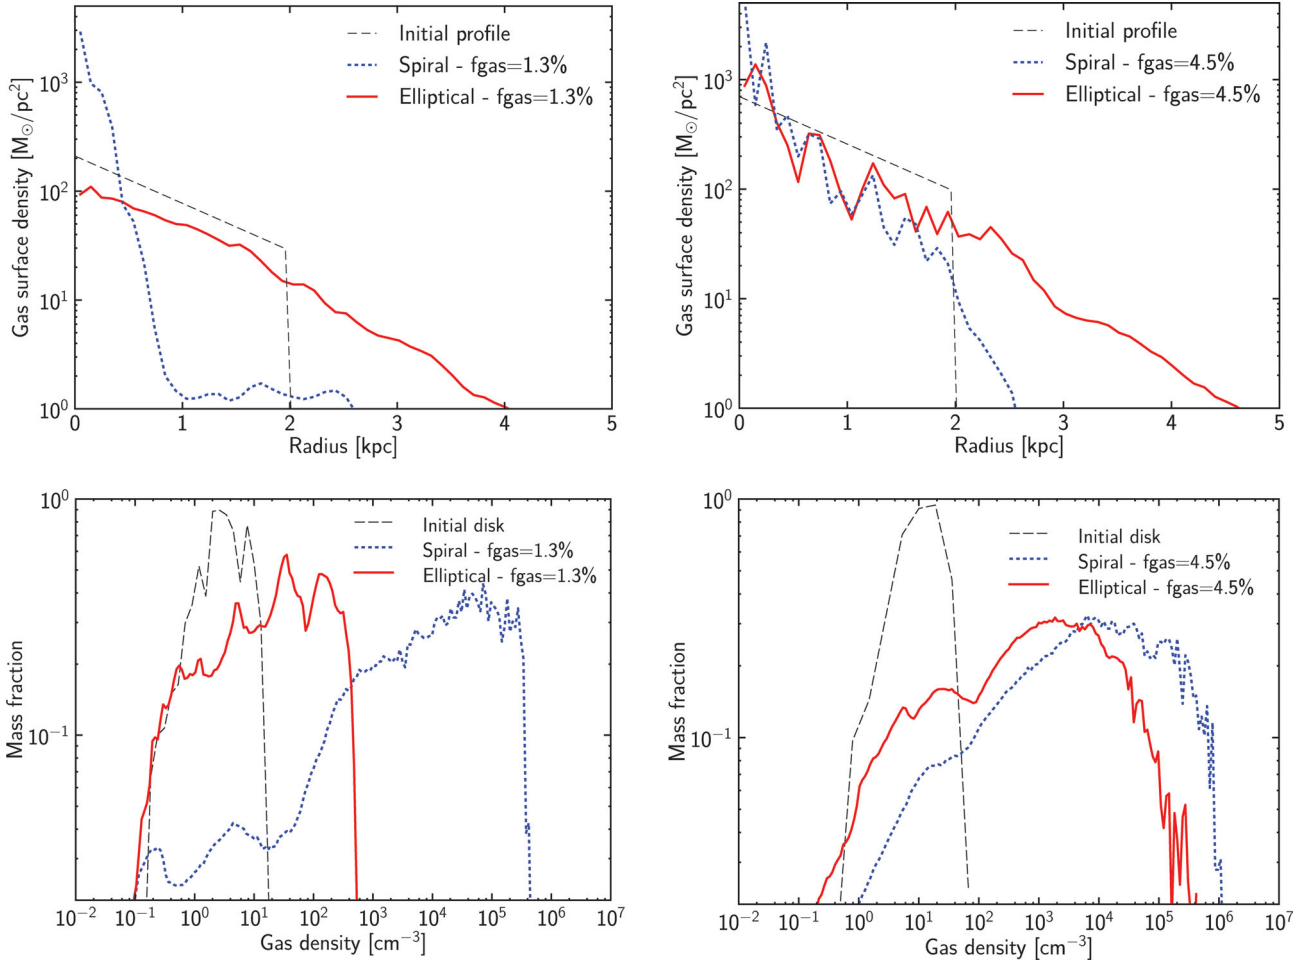 Initial profile
Spiral - fgas=1.3%
Elliptical - fgas=1.3%
Gas surface density [M⊙/pc²]
10³
10²
10¹
10⁰
0 1 2 3 4 5
Radius [kpc]
Initial profile
Spiral - fgas=4.5%
Elliptical - fgas=4.5%
Gas surface density [M⊙/pc²]
10³
10²
10¹
10⁰
0 1 2 3 4 5
Radius [kpc]
Initial disk
Spiral - fgas=1.3%
Elliptical - fgas=1.3%
Mass fraction
10⁰
10⁻¹
10⁻² 10⁻¹ 10⁰ 10¹ 10² 10³ 10⁴ 10⁵ 10⁶ 10⁷
Gas density [cm⁻³]
Initial disk
Spiral - fgas=4.5%
Elliptical - fgas=4.5%
Mass fraction
10⁰
10⁻¹
10⁻² 10⁻¹ 10⁰ 10¹ 10² 10³ 10⁴ 10⁵ 10⁶ 10⁷
Gas density [cm⁻³]